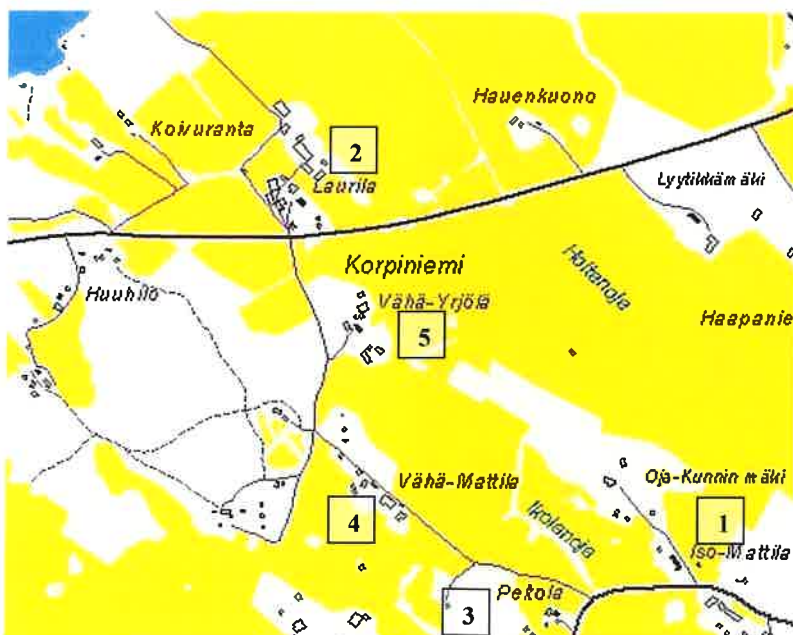 Hauenkuono
Koivuranta
2
Laurila
Lyytikkämäki
Korpiniemi
Holtenoja
Huuhilo
Vähä-Yrjölä
Haapanie
5
Vähä-Mattila
Oja-Kunnin mäki
4
Ikolanoja
1
Iso-Mattila
3
Pekola